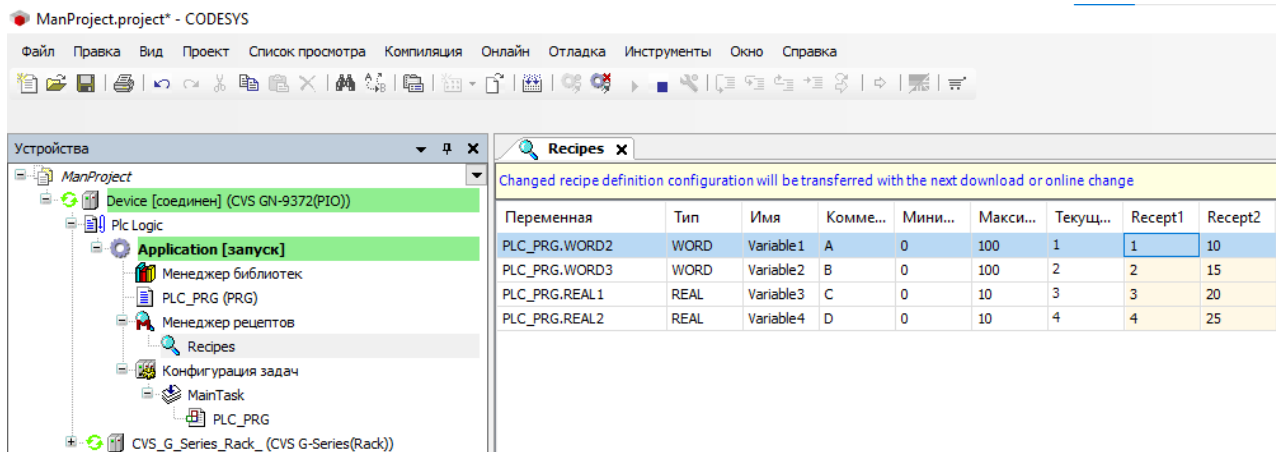 ManProject.project* - CODESYS
Файл Правка Вид Проект Список просмотра Компиляция Онлайн Отладка Инструменты Окно Справка
Устройства
Recipes
ManProject
Changed recipe definition configuration will be transferred with the next download or online change
Device [соединен] (CVS GN-9372(PIO))
Переменная Тип Имя Комме... Мини... Макси... Текущ... Recept1 Recept2
Plc Logic
PLC_PRG.WORD2 WORD Variable1 A 0 100 1 1 10
Application [запуск]
PLC_PRG.WORD3 WORD Variable2 B 0 100 2 2 15
Менеджер библиотек
PLC_PRG.REAL1 REAL Variable3 C 0 10 3 3 20
PLC_PRG (PRG)
PLC_PRG.REAL2 REAL Variable4 D 0 10 4 4 25
Менеджер рецептов
Recipes
Конфигурация задач
MainTask
PLC_PRG
CVS_G_Series_Rack_ (CVS G-Series(Rack))